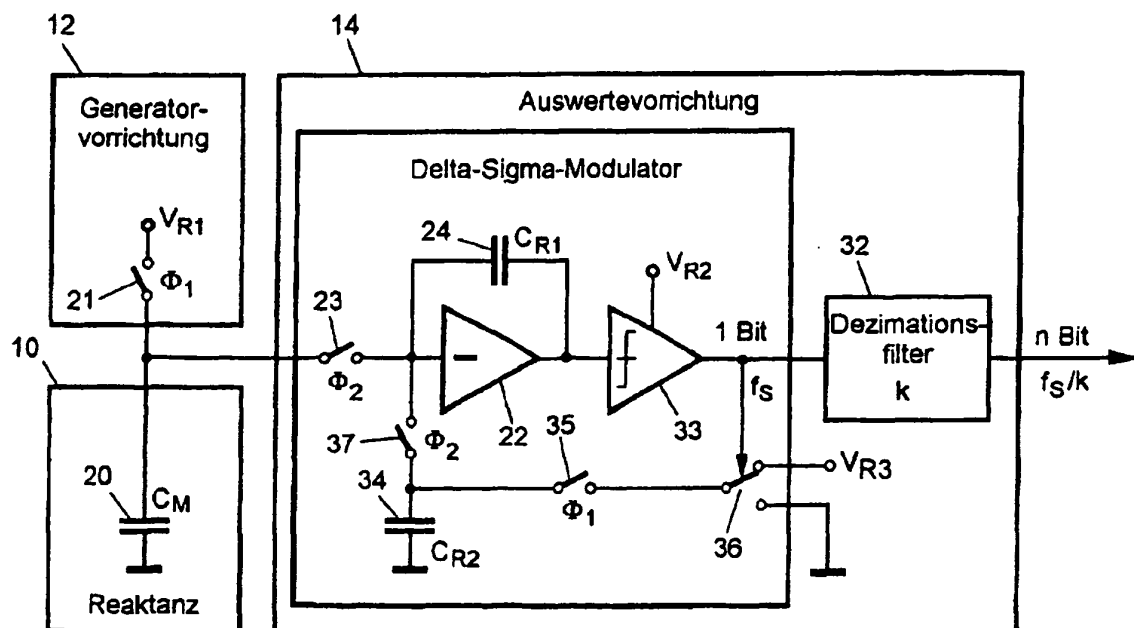 12
14
Generator-
vorrichtung
Auswertevorrichtung
Delta-Sigma-Modulator
V_R1
24
C_R1
V_R2
32
Φ1
21
23
1 Bit
Dezimations-
filter
k
n Bit
f_S/k
10
Φ2
22
33
f_S
37
Φ2
35
V_R3
20
C_M
34
Φ1
36
C_R2
Reaktanz